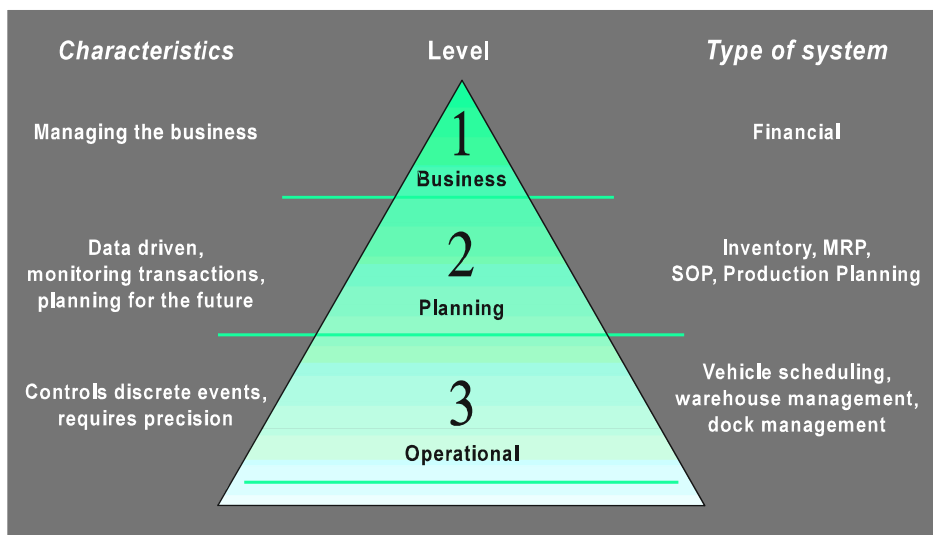 Characteristics
Level
Type of system
Managing the business
1
Business
Financial
Data driven,
monitoring transactions,
planning for the future
2
Planning
Inventory, MRP,
SOP, Production Planning
Controls discrete events,
requires precision
3
Operational
Vehicle scheduling,
warehouse management,
dock management